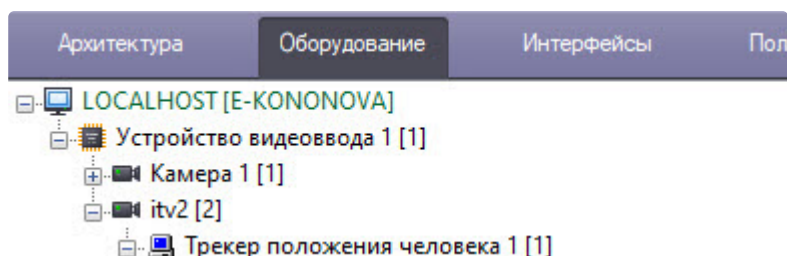 Архитектура Оборудование Интерфейсы Пол
LOCALHOST [E-KONONOVA]
Устройство видеоввода 1 [1]
Камера 1 [1]
itv2 [2]
Трекер положения человека 1 [1]